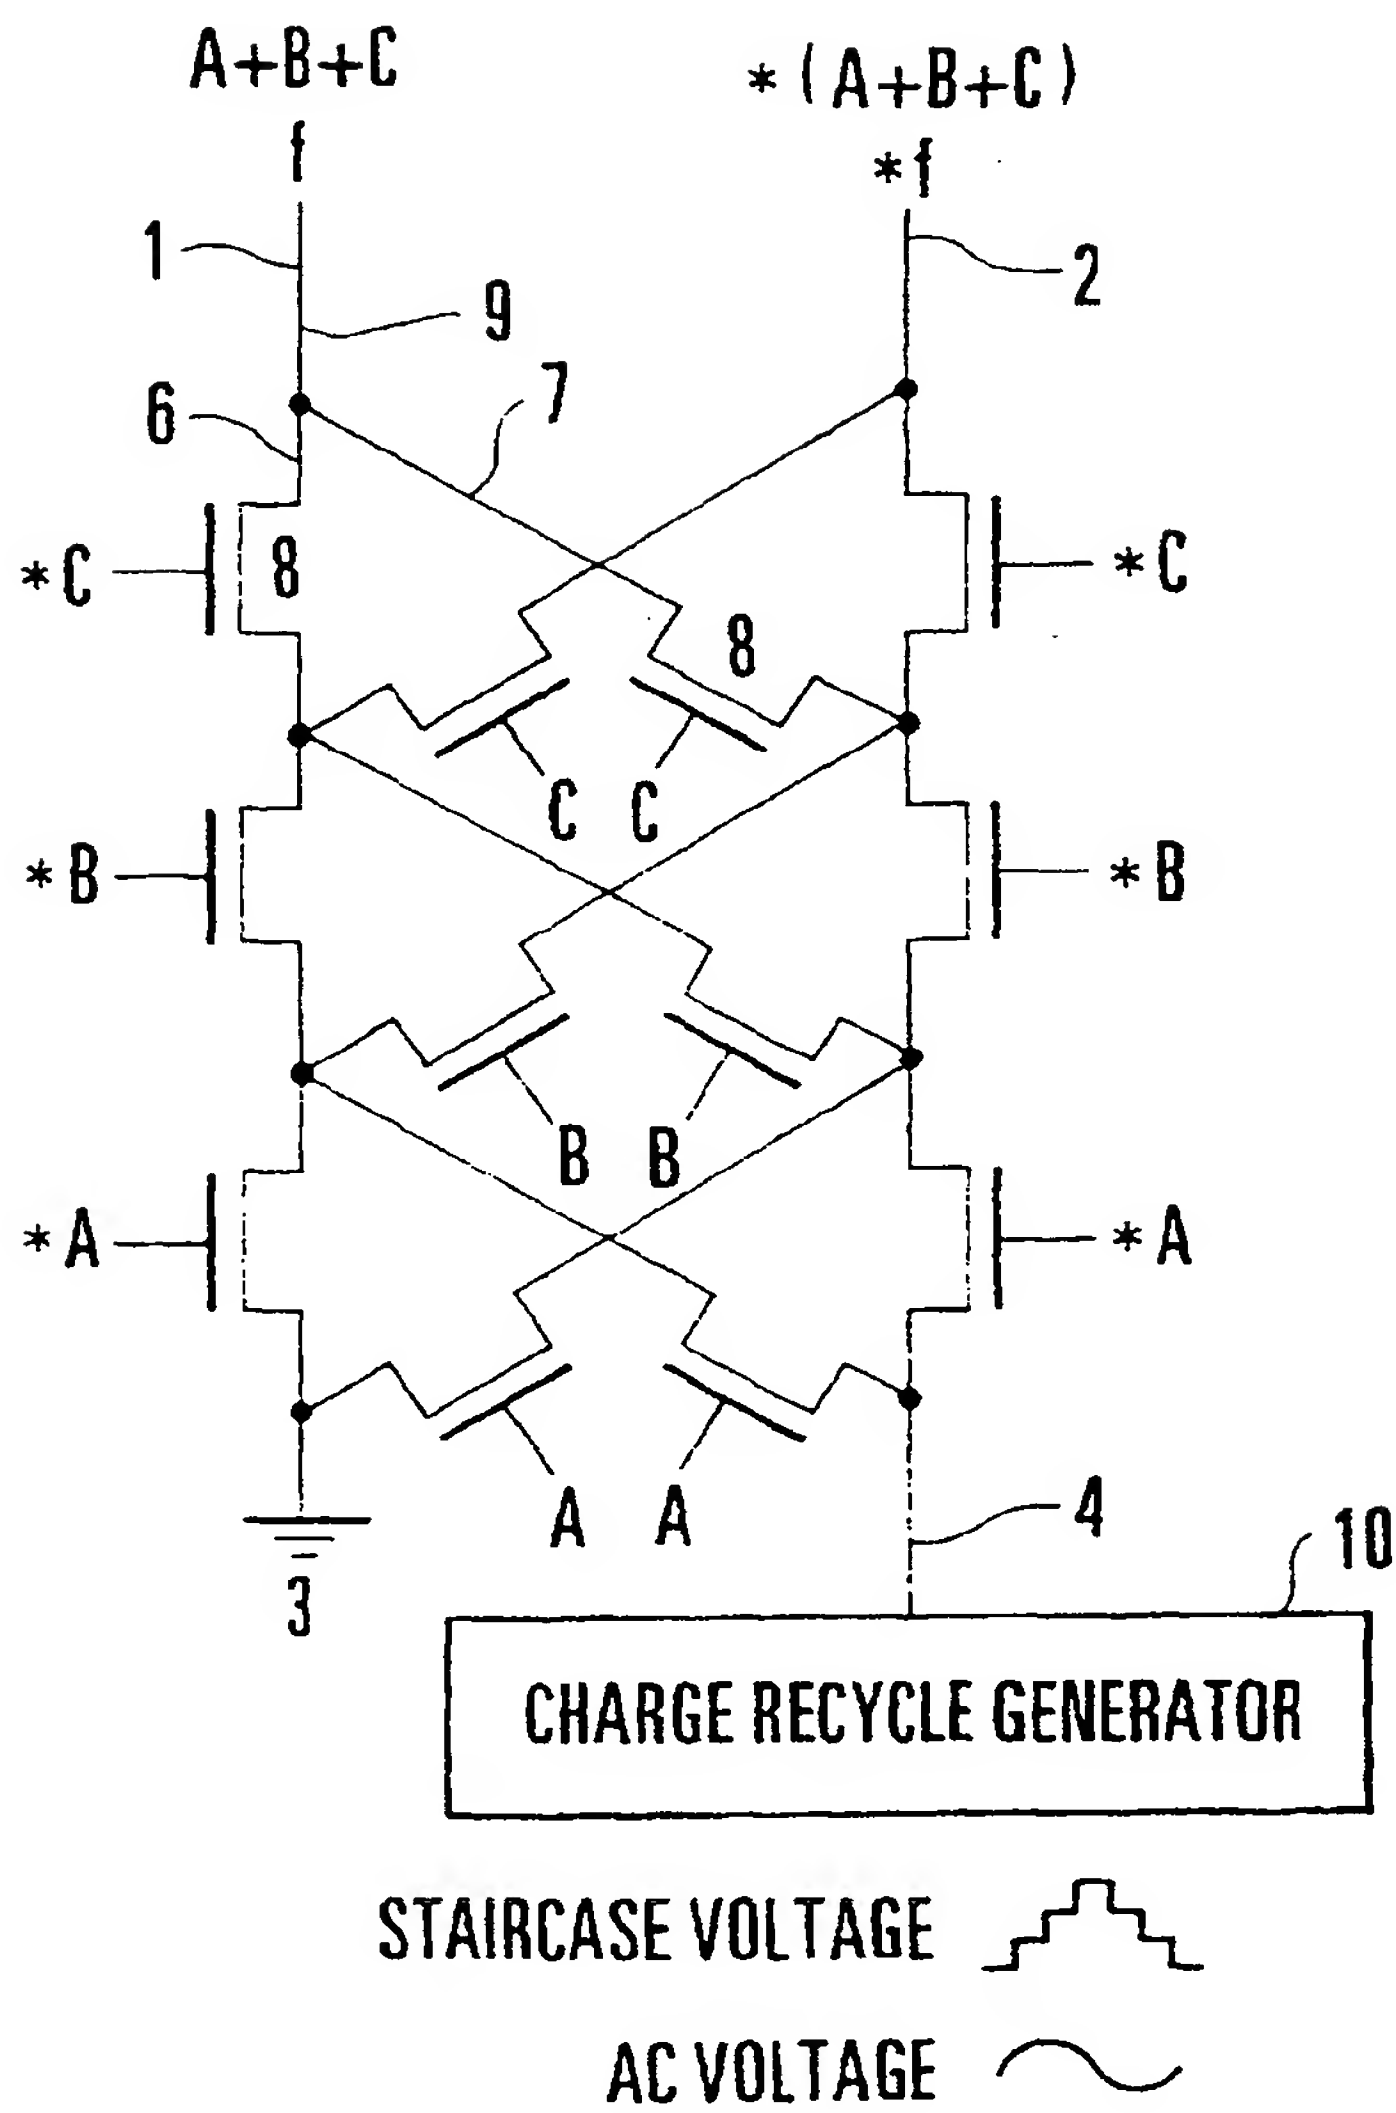 A+B+C
*(A+B+C)
f
*f
1
2
9
7
6
*C
8
*C
8
C
C
*B
*B
B
B
*A
*A
A
A
4
10
3
CHARGE RECYCLE GENERATOR
STAIRCASE VOLTAGE
AC VOLTAGE